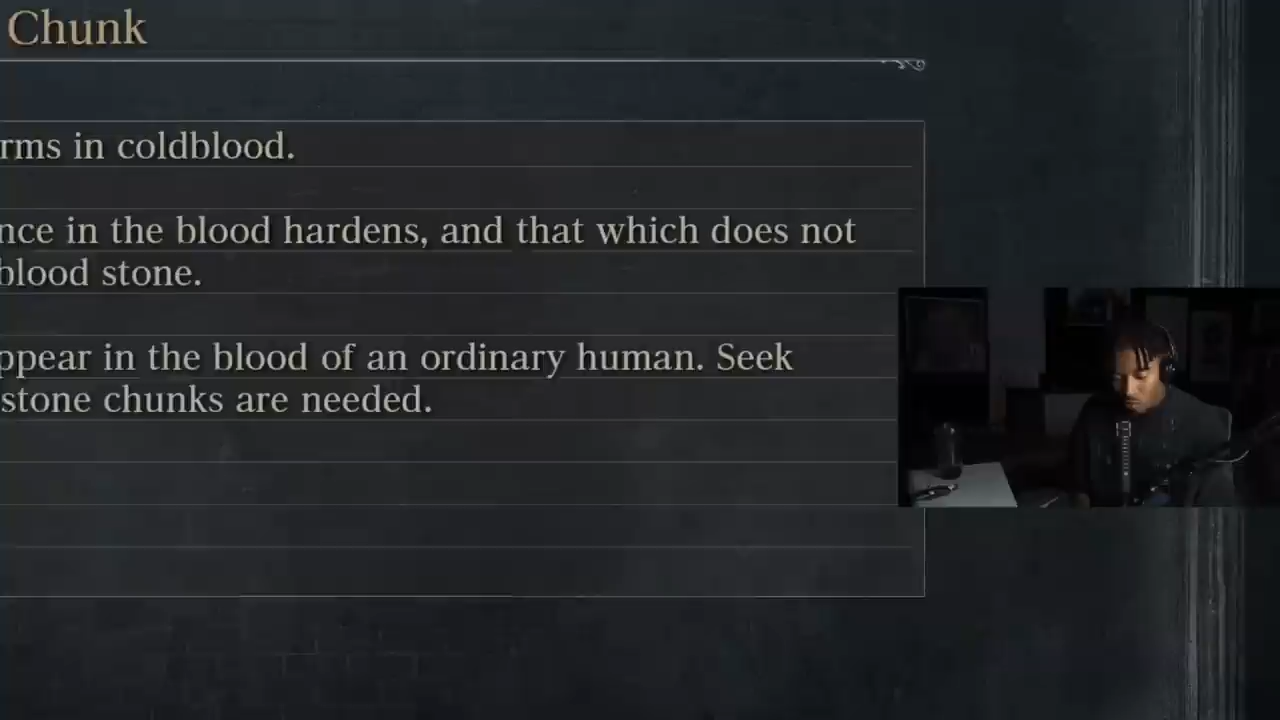 Chunk
rms in coldblood.
nce in the blood hardens, and that which does not
blood stone.
ppear in the blood of an ordinary human. Seek
stone chunks are needed.